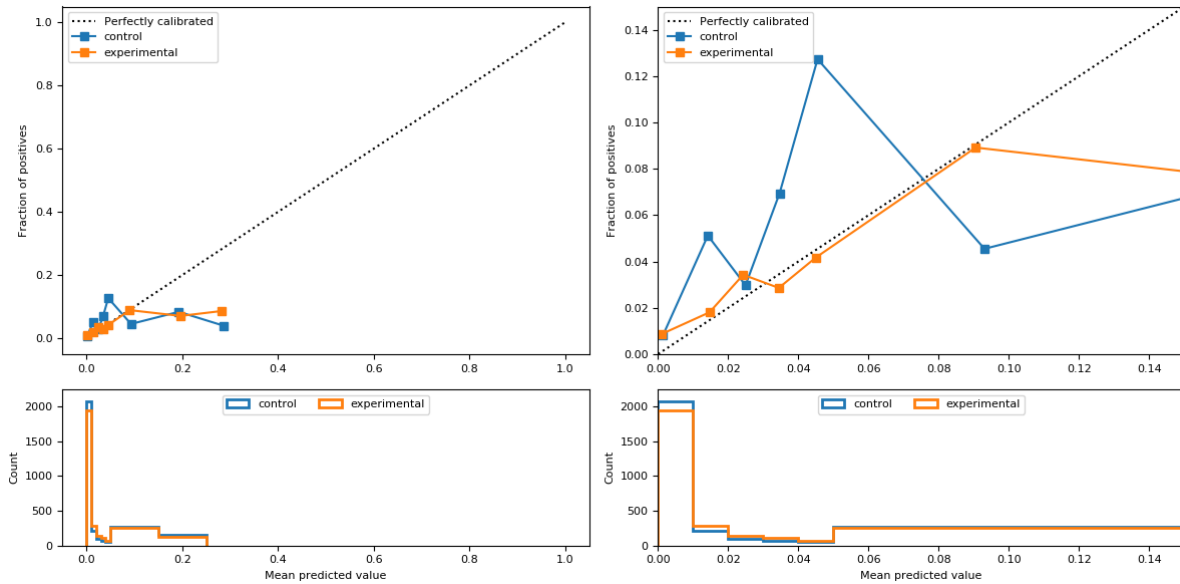 Perfectly calibrated
control
experimental
Fraction of positives
1.0
0.8
0.6
0.4
0.2
0.0
0.0 0.2 0.4 0.6 0.8 1.0
Perfectly calibrated
control
experimental
Fraction of positives
0.14
0.12
0.10
0.08
0.06
0.04
0.02
0.00
0.00 0.02 0.04 0.06 0.08 0.10 0.12 0.14
control experimental
Count
2000
1500
1000
500
0
0.0 0.2 0.4 0.6 0.8 1.0
Mean predicted value
control experimental
Count
2000
1500
1000
500
0
0.00 0.02 0.04 0.06 0.08 0.10 0.12 0.14
Mean predicted value